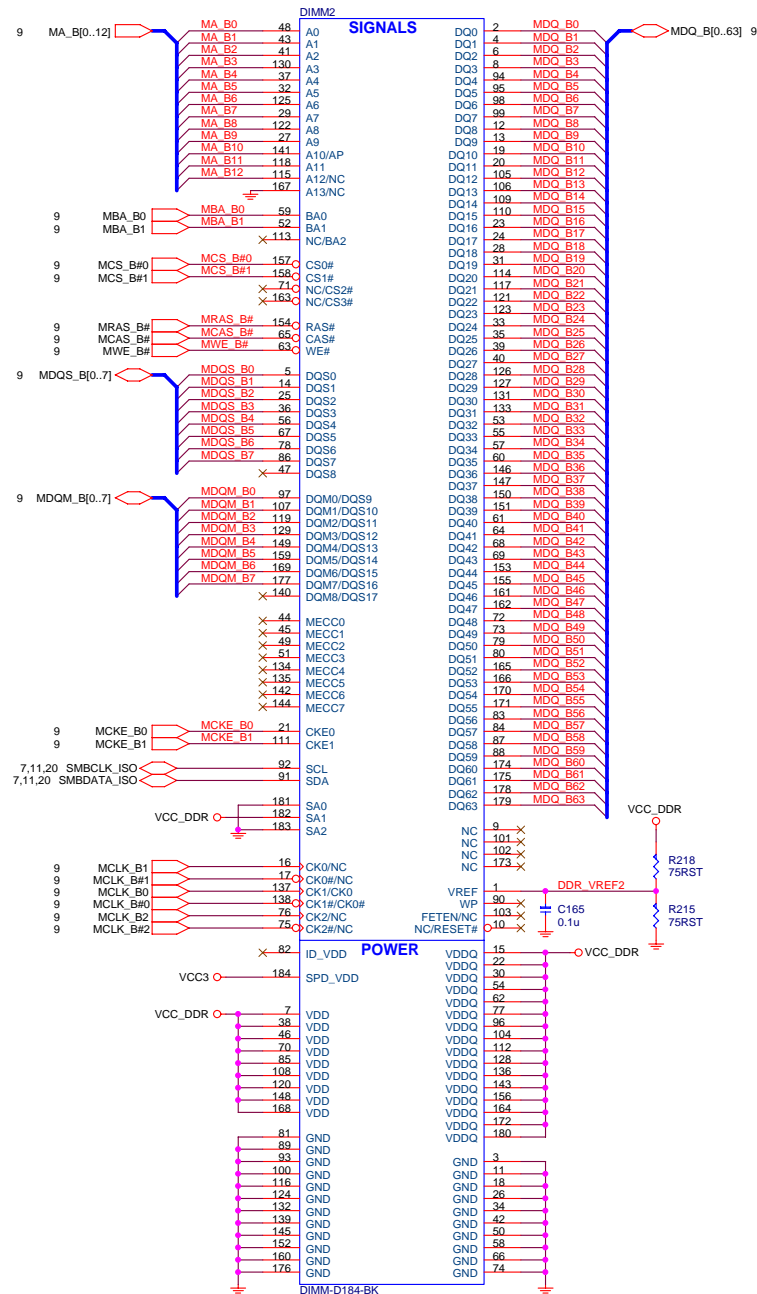 DIMM2
SIGNALS
9 MA_B[0..12]
MA_B0 48 A0
MA_B1 43 A1
MA_B2 41 A2
MA_B3 130 A3
MA_B4 37 A4
MA_B5 32 A5
MA_B6 125 A6
MA_B7 29 A7
MA_B8 122 A8
MA_B9 27 A9
MA_B10 141 A10/AP
MA_B11 118 A11
MA_B12 115 A12/NC
167 A13/NC
9 MBA_B0 MBA_B0 59 BA0
9 MBA_B1 MBA_B1 52 BA1
113 NC/BA2
9 MCS_B#0 MCS_B#0 157 CS0#
9 MCS_B#1 MCS_B#1 158 CS1#
71 NC/CS2#
163 NC/CS3#
9 MRAS_B# MRAS_B# 154 RAS#
9 MCAS_B# MCAS_B# 65 CAS#
9 MWE_B# MWE_B# 63 WE#
9 MDQS_B[0..7]
MDQS_B0 5 DQS0
MDQS_B1 14 DQS1
MDQS_B2 25 DQS2
MDQS_B3 36 DQS3
MDQS_B4 56 DQS4
MDQS_B5 67 DQS5
MDQS_B6 78 DQS6
MDQS_B7 86 DQS7
47 DQS8
9 MDQM_B[0..7]
MDQM_B0 97 DQM0/DQS9
MDQM_B1 107 DQM1/DQS10
MDQM_B2 119 DQM2/DQS11
MDQM_B3 129 DQM3/DQS12
MDQM_B4 149 DQM4/DQS13
MDQM_B5 159 DQM5/DQS14
MDQM_B6 169 DQM6/DQS15
MDQM_B7 177 DQM7/DQS16
140 DQM8/DQS17
44 MECC0
45 MECC1
49 MECC2
51 MECC3
134 MECC4
135 MECC5
142 MECC6
144 MECC7
9 MCKE_B0 MCKE_B0 21 CKE0
9 MCKE_B1 MCKE_B1 111 CKE1
7,11,20 SMBCLK_ISO 92 SCL
7,11,20 SMBDATA_ISO 91 SDA
181 SA0
VCC_DDR 182 SA1
183 SA2
9 MCLK_B1 16 CK0/NC
9 MCLK_B#1 17 CK0#/NC
9 MCLK_B0 137 CK1/CK0
9 MCLK_B#0 138 CK1#/CK0#
9 MCLK_B2 76 CK2/NC
9 MCLK_B#2 75 CK2#/NC
DQ0 2 MDQ_B0
MDQ_B[0..63] 9
DQ1 4 MDQ_B1
DQ2 6 MDQ_B2
DQ3 8 MDQ_B3
DQ4 94 MDQ_B4
DQ5 95 MDQ_B5
DQ6 98 MDQ_B6
DQ7 99 MDQ_B7
DQ8 12 MDQ_B8
DQ9 13 MDQ_B9
DQ10 19 MDQ_B10
DQ11 20 MDQ_B11
DQ12 105 MDQ_B12
DQ13 106 MDQ_B13
DQ14 109 MDQ_B14
DQ15 110 MDQ_B15
DQ16 23 MDQ_B16
DQ17 24 MDQ_B17
DQ18 28 MDQ_B18
DQ19 31 MDQ_B19
DQ20 114 MDQ_B20
DQ21 117 MDQ_B21
DQ22 121 MDQ_B22
DQ23 123 MDQ_B23
DQ24 33 MDQ_B24
DQ25 35 MDQ_B25
DQ26 39 MDQ_B26
DQ27 40 MDQ_B27
DQ28 126 MDQ_B28
DQ29 127 MDQ_B29
DQ30 131 MDQ_B30
DQ31 133 MDQ_B31
DQ32 53 MDQ_B32
DQ33 55 MDQ_B33
DQ34 57 MDQ_B34
DQ35 60 MDQ_B35
DQ36 146 MDQ_B36
DQ37 147 MDQ_B37
DQ38 150 MDQ_B38
DQ39 151 MDQ_B39
DQ40 61 MDQ_B40
DQ41 64 MDQ_B41
DQ42 68 MDQ_B42
DQ43 69 MDQ_B43
DQ44 153 MDQ_B44
DQ45 155 MDQ_B45
DQ46 161 MDQ_B46
DQ47 162 MDQ_B47
DQ48 72 MDQ_B48
DQ49 73 MDQ_B49
DQ50 79 MDQ_B50
DQ51 80 MDQ_B51
DQ52 165 MDQ_B52
DQ53 166 MDQ_B53
DQ54 170 MDQ_B54
DQ55 171 MDQ_B55
DQ56 83 MDQ_B56
DQ57 84 MDQ_B57
DQ58 87 MDQ_B58
DQ59 88 MDQ_B59
DQ60 174 MDQ_B60
DQ61 175 MDQ_B61
DQ62 178 MDQ_B62
DQ63 179 MDQ_B63
NC 9
NC 101
NC 102
NC 173
VREF 1 DDR_VREF2
WP 90
FETEN/NC 103
NC/RESET# 10
VCC_DDR
R218
75RST
R215
75RST
C165
0.1u
POWER
82 ID_VDD
VCC3 184 SPD_VDD
VCC_DDR 7 VDD
38 VDD
46 VDD
70 VDD
85 VDD
108 VDD
120 VDD
148 VDD
168 VDD
81 GND
89 GND
93 GND
100 GND
116 GND
124 GND
132 GND
139 GND
145 GND
152 GND
160 GND
176 GND
VDDQ 15 VCC_DDR
VDDQ 22
VDDQ 30
VDDQ 54
VDDQ 62
VDDQ 77
VDDQ 96
VDDQ 104
VDDQ 112
VDDQ 128
VDDQ 136
VDDQ 143
VDDQ 156
VDDQ 164
VDDQ 172
VDDQ 180
GND 3
GND 11
GND 18
GND 26
GND 34
GND 42
GND 50
GND 58
GND 66
GND 74
DIMM-D184-BK